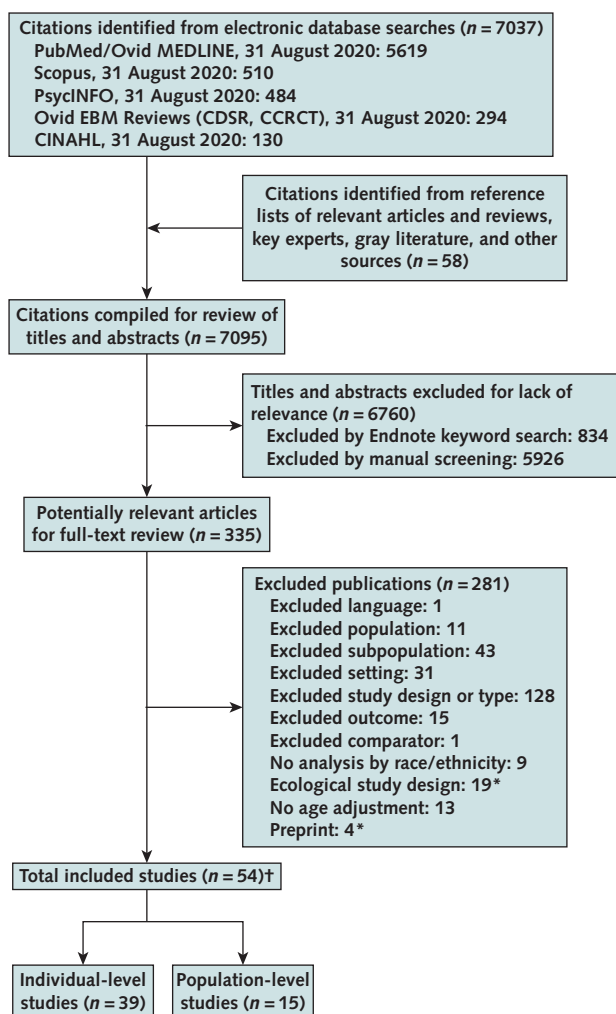 Citations identified from electronic database searches (n = 7037)
PubMed/Ovid MEDLINE, 31 August 2020: 5619
Scopus, 31 August 2020: 510
PsycINFO, 31 August 2020: 484
Ovid EBM Reviews (CDSR, CCRCT), 31 August 2020: 294
CINAHL, 31 August 2020: 130
Citations identified from reference
lists of relevant articles and reviews,
key experts, gray literature, and other
sources (n = 58)
Citations compiled for review of
titles and abstracts (n = 7095)
Titles and abstracts excluded for lack of
relevance (n = 6760)
Excluded by Endnote keyword search: 834
Excluded by manual screening: 5926
Potentially relevant articles
for full-text review (n = 335)
Excluded publications (n = 281)
Excluded language: 1
Excluded population: 11
Excluded subpopulation: 43
Excluded setting: 31
Excluded study design or type: 128
Excluded outcome: 15
Excluded comparator: 1
No analysis by race/ethnicity: 9
Ecological study design: 19*
No age adjustment: 13
Preprint: 4*
Total included studies (n = 54)†
Individual-level
studies (n = 39)
Population-level
studies (n = 15)